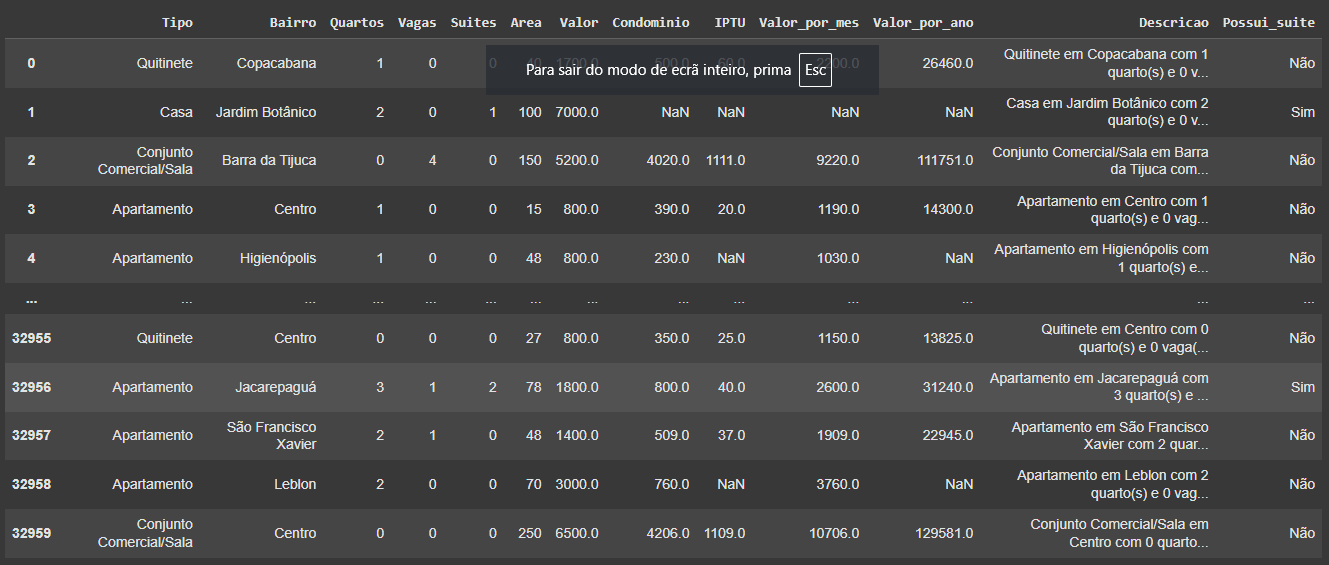 Tipo Bairro Quartos Vagas Suites Area Valor Condominio IPTU Valor_por_mes Valor_por_ano Descricao Possui_suite
0 Quitinete Copacabana 1 0 0 40 1700.0 500.0 60.0 2200.0 26460.0 Quitinete em Copacabana com 1 quarto(s) e 0 v... Não
Para sair do modo de ecrã inteiro, prima Esc
1 Casa Jardim Botânico 2 0 1 100 7000.0 NaN NaN NaN NaN Casa em Jardim Botânico com 2 quarto(s) e 0 v... Sim
2 Conjunto Comercial/Sala Barra da Tijuca 0 4 0 150 5200.0 4020.0 1111.0 9220.0 111751.0 Conjunto Comercial/Sala em Barra da Tijuca com... Não
3 Apartamento Centro 1 0 0 15 800.0 390.0 20.0 1190.0 14300.0 Apartamento em Centro com 1 quarto(s) e 0 vag... Não
4 Apartamento Higienópolis 1 0 0 48 800.0 230.0 NaN 1030.0 NaN Apartamento em Higienópolis com 1 quarto(s) e... Não
... ... ... ... ... ... ... ... ... ... ... ... ... ...
32955 Quitinete Centro 0 0 0 27 800.0 350.0 25.0 1150.0 13825.0 Quitinete em Centro com 0 quarto(s) e 0 vaga(... Não
32956 Apartamento Jacarepaguá 3 1 2 78 1800.0 800.0 40.0 2600.0 31240.0 Apartamento em Jacarepaguá com 3 quarto(s) e ... Sim
32957 Apartamento São Francisco Xavier 2 1 0 48 1400.0 509.0 37.0 1909.0 22945.0 Apartamento em São Francisco Xavier com 2 quar... Não
32958 Apartamento Leblon 2 0 0 70 3000.0 760.0 NaN 3760.0 NaN Apartamento em Leblon com 2 quarto(s) e 0 vag... Não
32959 Conjunto Comercial/Sala Centro 0 0 0 250 6500.0 4206.0 1109.0 10706.0 129581.0 Conjunto Comercial/Sala em Centro com 0 quarto... Não